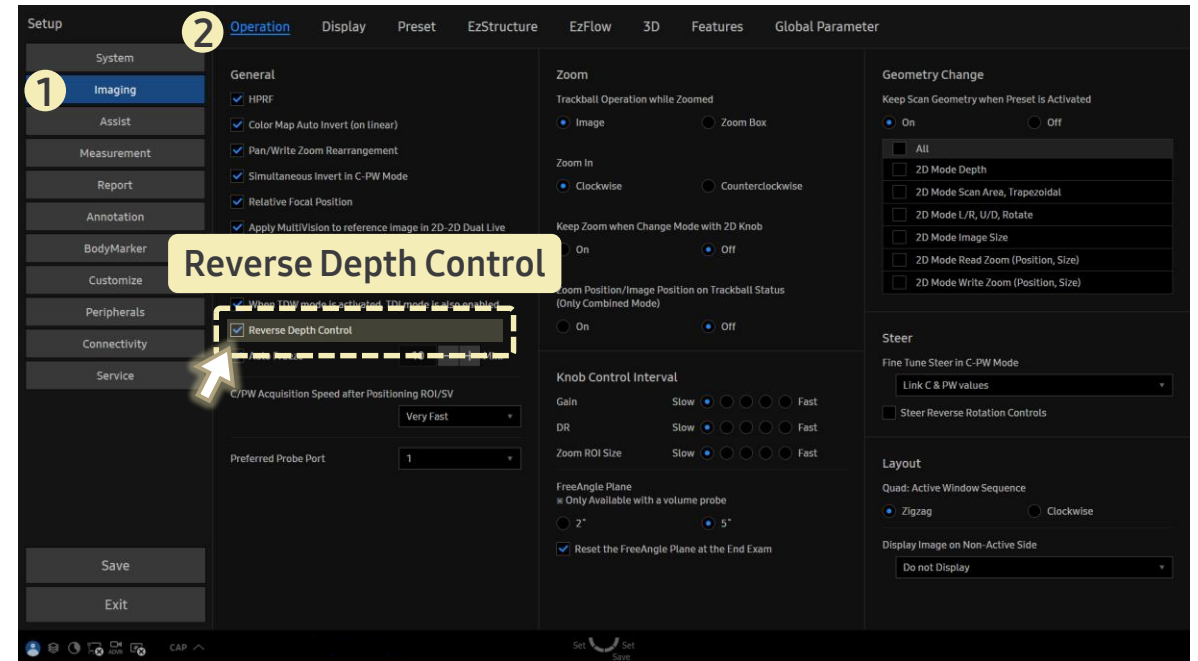 Setup
System
1
Imaging
Assist
Measurement
Report
Annotation
BodyMarker
Customize
Peripherals
Connectivity
Service
Save
Exit
2
Operation Display Preset EzStructure EzFlow 3D Features Global Parameter
General
HPRF
Color Map Auto Invert (on linear)
Pan/Write Zoom Rearrangement
Simultaneous Invert in C-PW Mode
Relative Focal Position
Apply MultiVision to reference image in 2D-2D Dual Live
Reverse Depth Control
When TDW mode is activated, TDI mode is also enabled
Reverse Depth Control
C/PW Acquisition Speed after Positioning ROI/SV
Very Fast
Preferred Probe Port 1
Zoom
Trackball Operation while Zoomed
Image Zoom Box
Zoom In
Clockwise Counterclockwise
Keep Zoom when Change Mode with 2D Knob
On Off
Zoom Position/Image Position on Trackball Status
(Only Combined Mode)
On Off
Knob Control Interval
Gain Slow Fast
DR Slow Fast
Zoom ROI Size Slow Fast
FreeAngle Plane
※ Only Available with a volume probe
2˚ 5˚
Reset the FreeAngle Plane at the End Exam
Geometry Change
Keep Scan Geometry when Preset is Activated
On Off
All
2D Mode Depth
2D Mode Scan Area, Trapezoidal
2D Mode L/R, U/D, Rotate
2D Mode Image Size
2D Mode Read Zoom (Position, Size)
2D Mode Write Zoom (Position, Size)
Steer
Fine Tune Steer in C-PW Mode
Link C & PW values
Steer Reverse Rotation Controls
Layout
Quad: Active Window Sequence
Zigzag Clockwise
Display Image on Non-Active Side
Do not Display
CAP
Set Set
Save